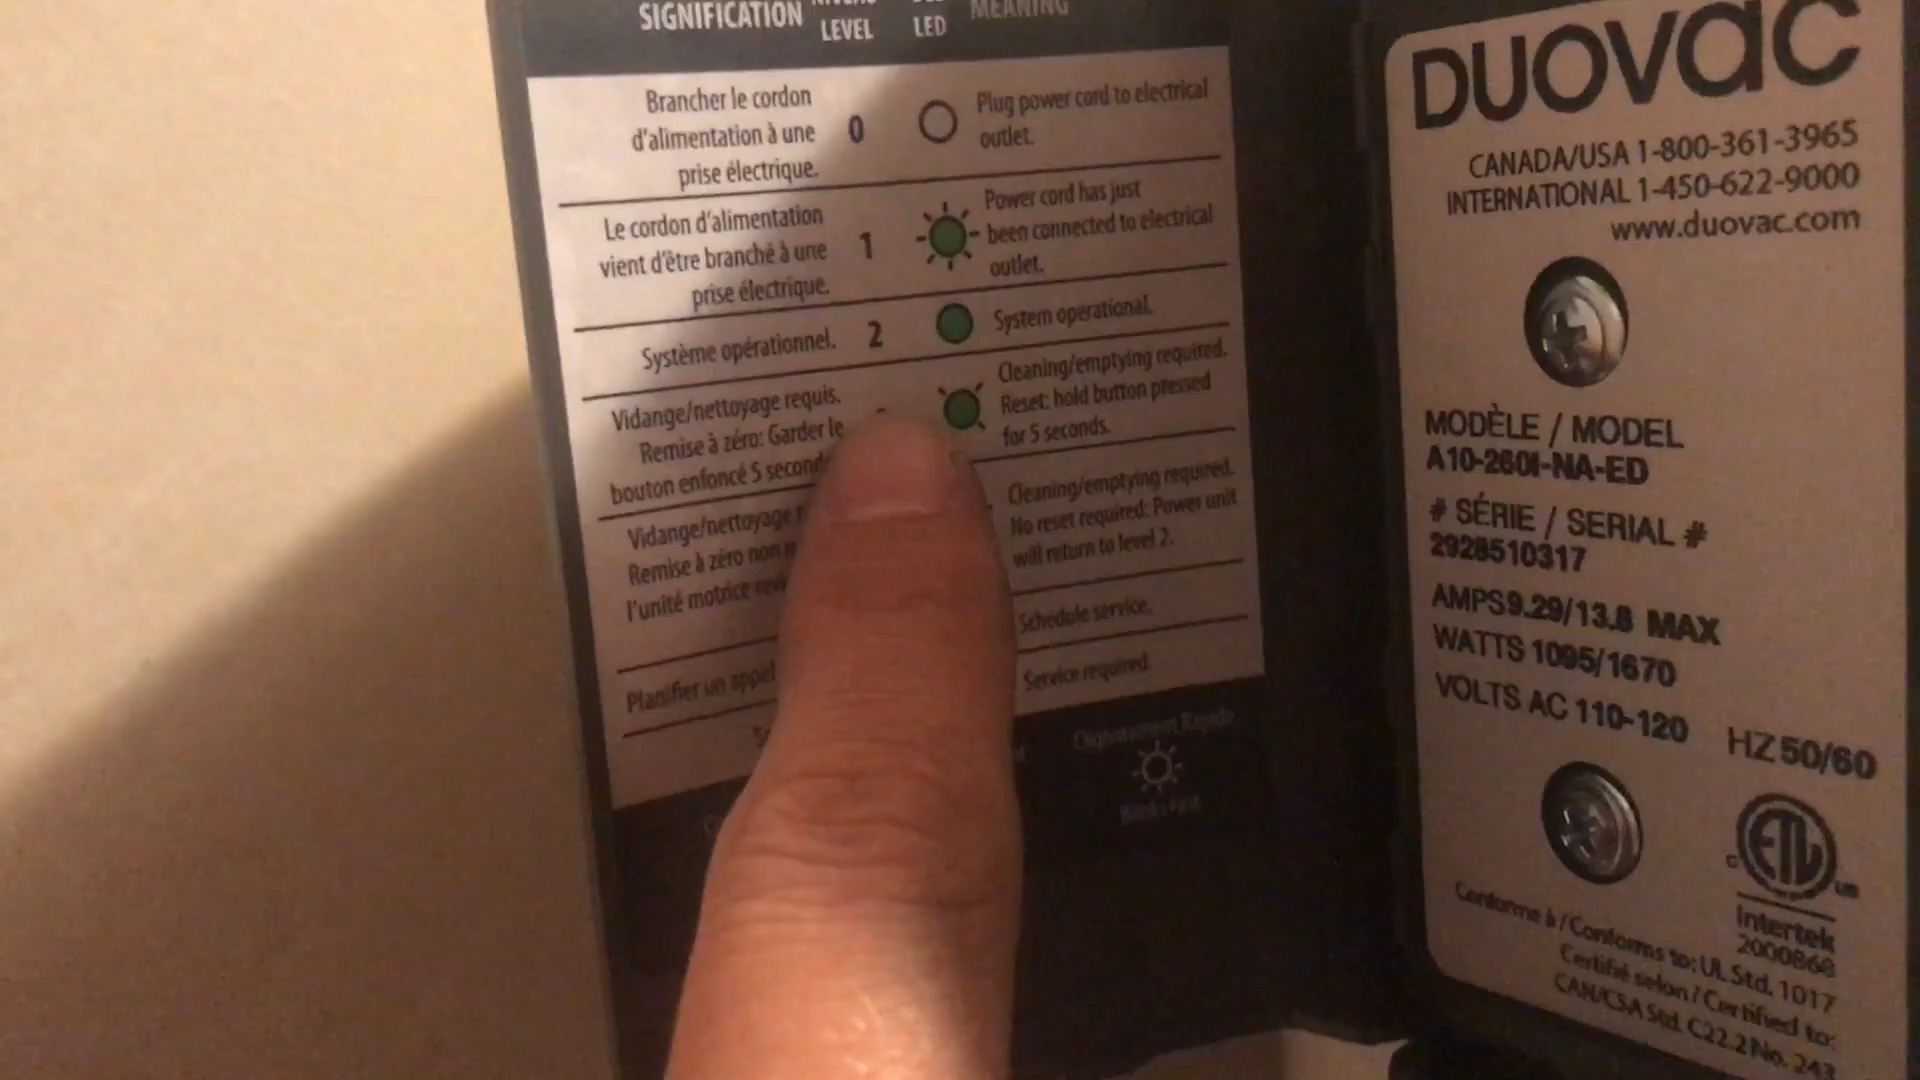 SIGNIFICATION
LEVEL
LED
MEANING
Brancher le cordon
d'alimentation à une
prise électrique.
0
Plug power cord to electrical
outlet.
Le cordon d'alimentation
vient d'être branché à une
prise électrique.
1
Power cord has just
been connected to electrical
outlet.
Système opérationnel.
2
System operational.
Vidange/nettoyage requis.
Remise à zéro: Garder le
bouton enfoncé 5
Cleaning/emptying required.
Reset: hold button pressed
for 5 seconds.
Vidange/nettoyage
Remise à zéro non
l'unité motrice
Cleaning/emptying required.
No reset required. Power unit
will return to level 2.
Planifier un appel
Schedule service.
Service required.
Clignotement Rapide
Blinks Fast
DUOVAC
CANADA/USA 1-800-361-3965
INTERNATIONAL 1-450-622-9000
www.duovac.com
MODÈLE / MODEL
A10-260I-NA-ED
# SÉRIE / SERIAL #
2928510317
AMPS 9.29/13.8 MAX
WATTS 1095/1670
VOLTS AC 110-120 HZ 50/60
ETL
C US
Intertek
2000868
Conforme à / Conforms to: UL Std. 1017
Certifié selon / Certified to:
CAN/CSA Std. C22.2 No. 243